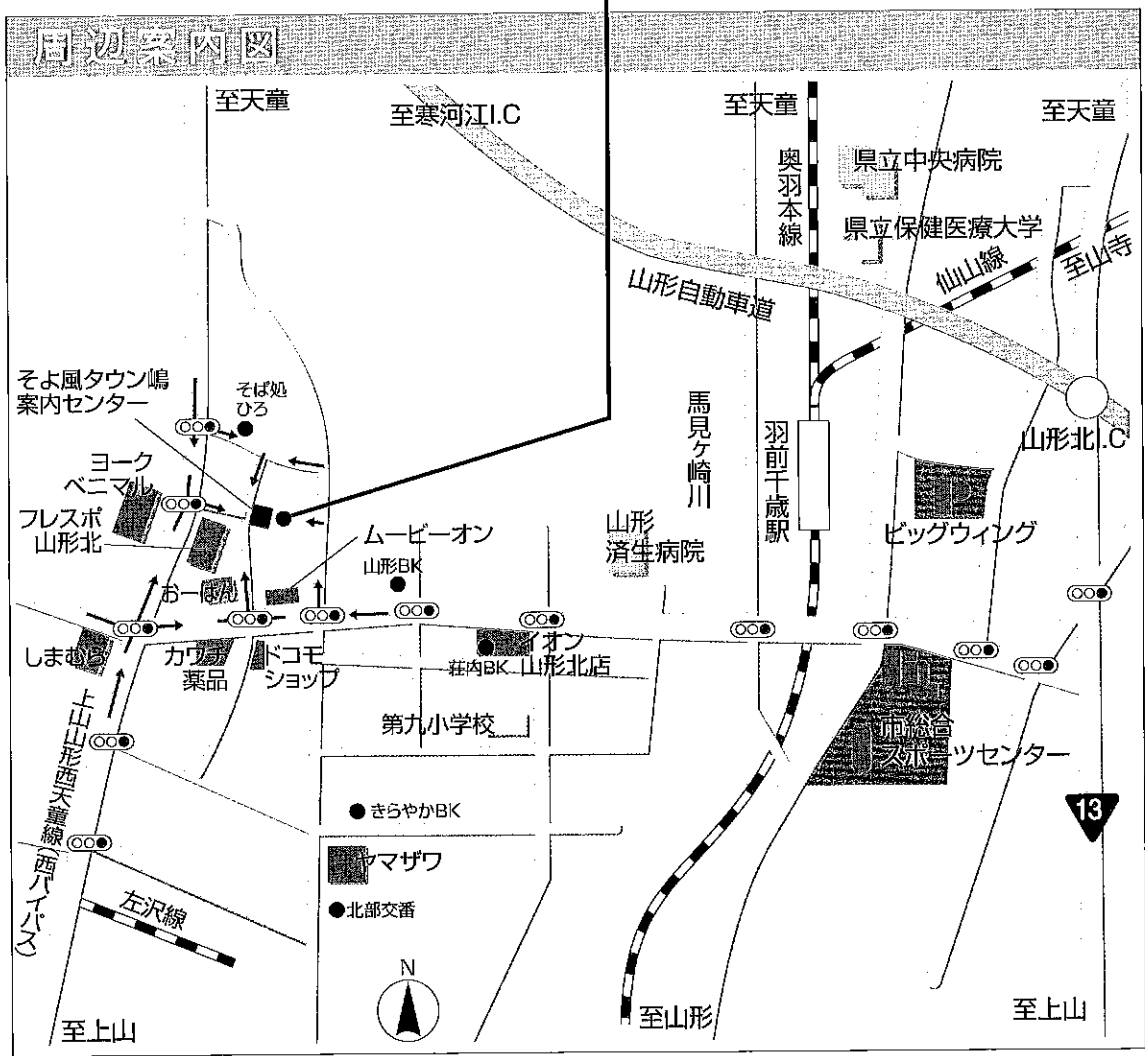 周辺案内図
至天童
至寒河江I.C
至天童
至天童
奥羽本線
県立中央病院
県立保健医療大学
仙山線
至山寺
山形自動車道
山形北I.C
そよ風タウン嶋
案内センター
そば処
ひろ
馬見ヶ崎川
羽前千歳駅
ヨーク
ベニマル
フレスポ
山形北
ムービーオン
山形BK
山形
済生病院
P
ビッグウィング
おーばん
しまむら
カワチ
薬品
ドコモ
ショップ
荘内BK
イオン
山形北店
第九小学校
市総合
スポーツセンター
上山山形西天童線(西バイパス)
きらやかBK
13
ヤマザワ
左沢線
北部交番
N
至上山
至山形
至上山